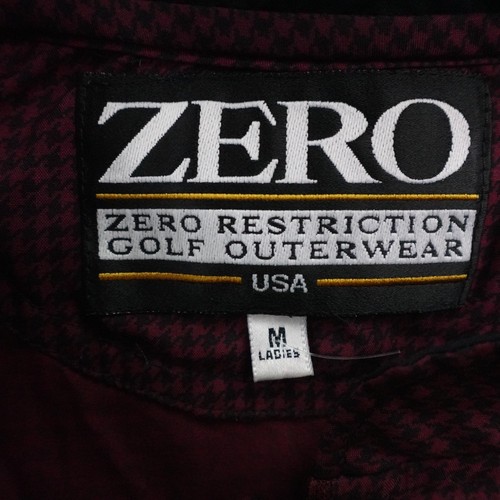 ZERO
ZERO RESTRICTION
GOLF OUTERWEAR
USA
M
LADIES